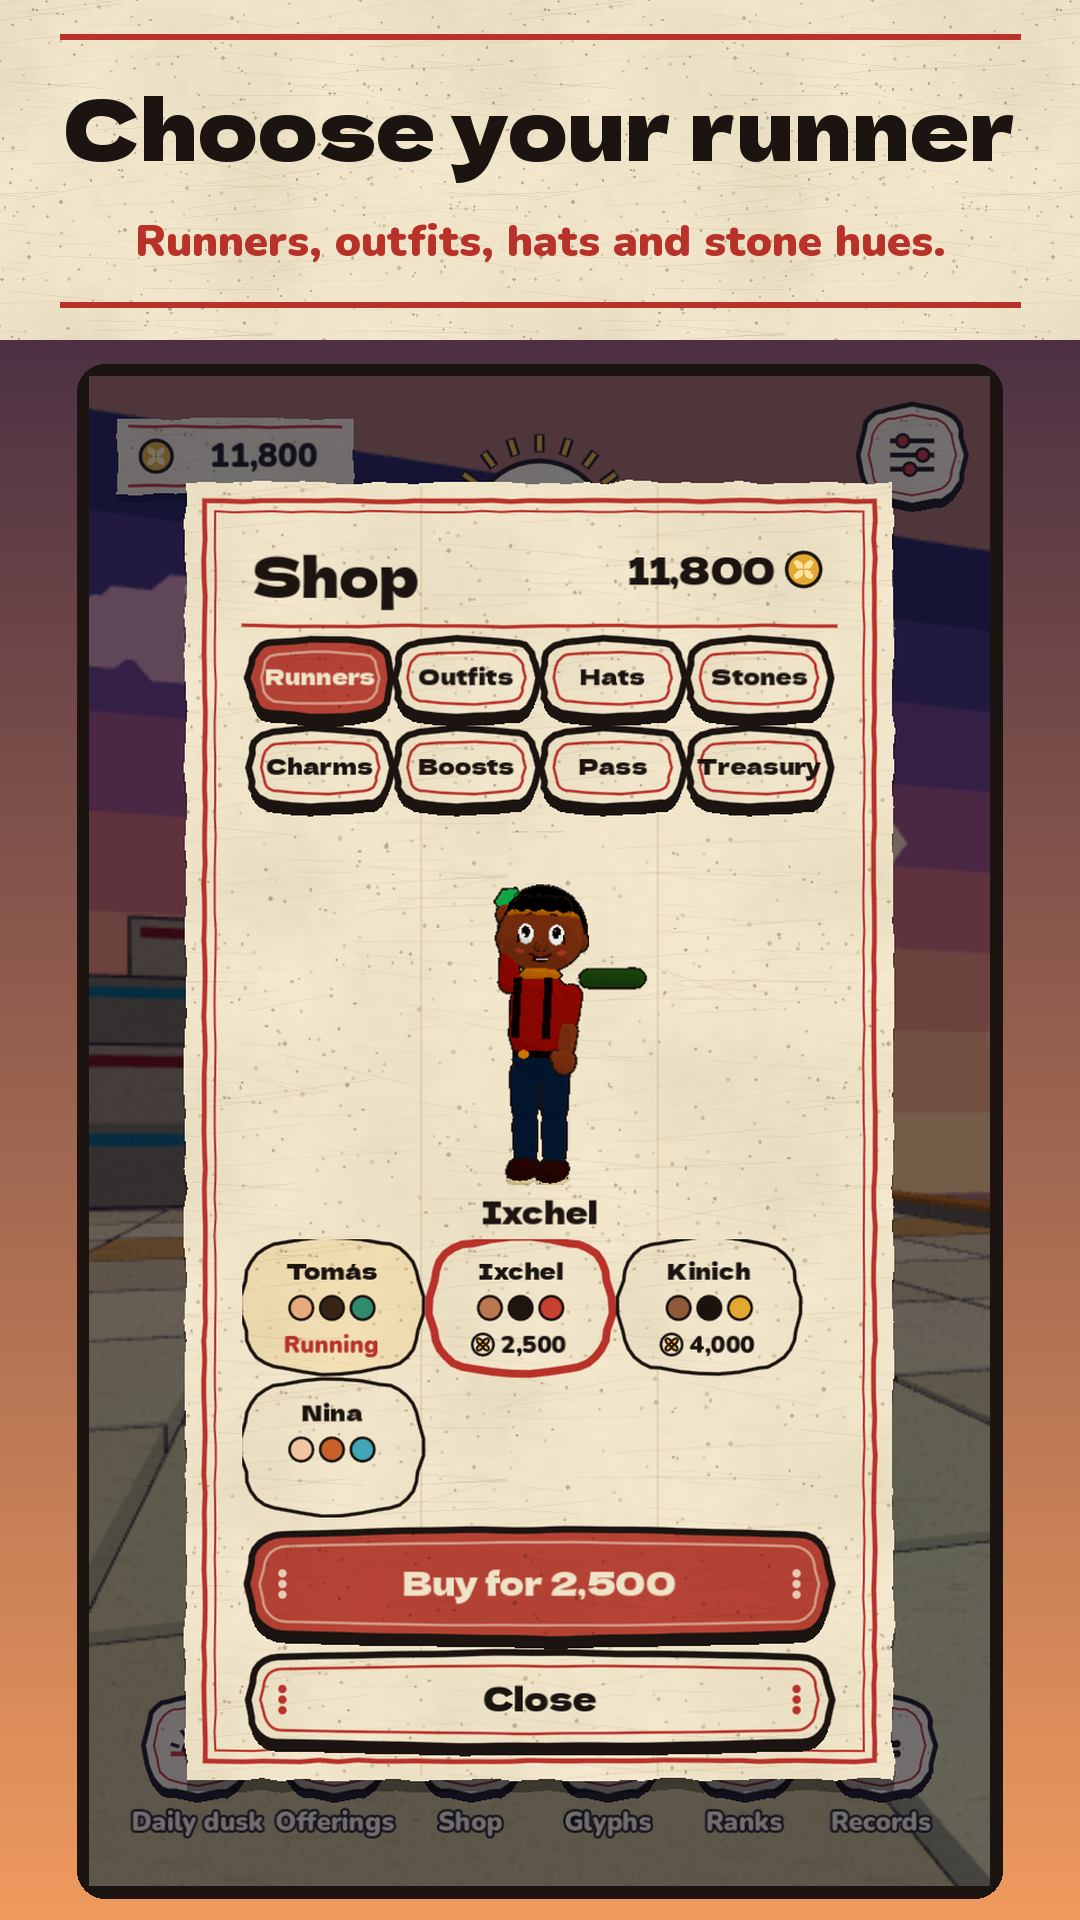 Choose your runner
Runners, outfits, hats and stone hues.
11,800
Shop 11,800
Runners Outfits Hats Stones
Charms Boosts Pass Treasury
Ixchel
Tomás Ixchel Kinich
Running 2,500 4,000
Nina
Buy for 2,500
Close
Daily dusk Offerings Shop Glyphs Ranks Records